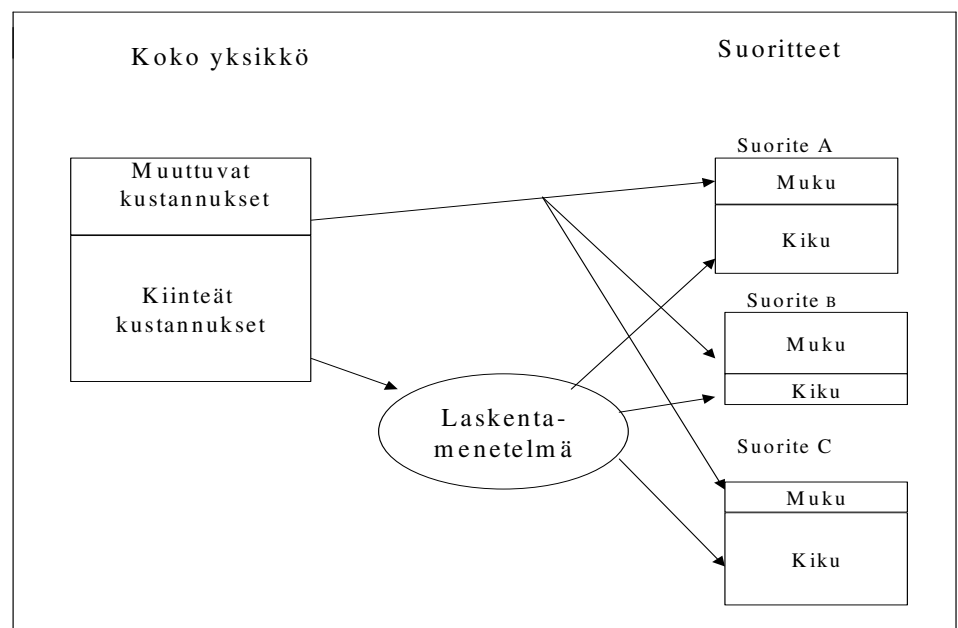 Koko yksikkö
Suoritteet
Muuttuvat
kustannukset
Kiinteät
kustannukset
Laskenta-
menetelmä
Suorite A
Muku
Kiku
Suorite B
Muku
Kiku
Suorite C
Muku
Kiku